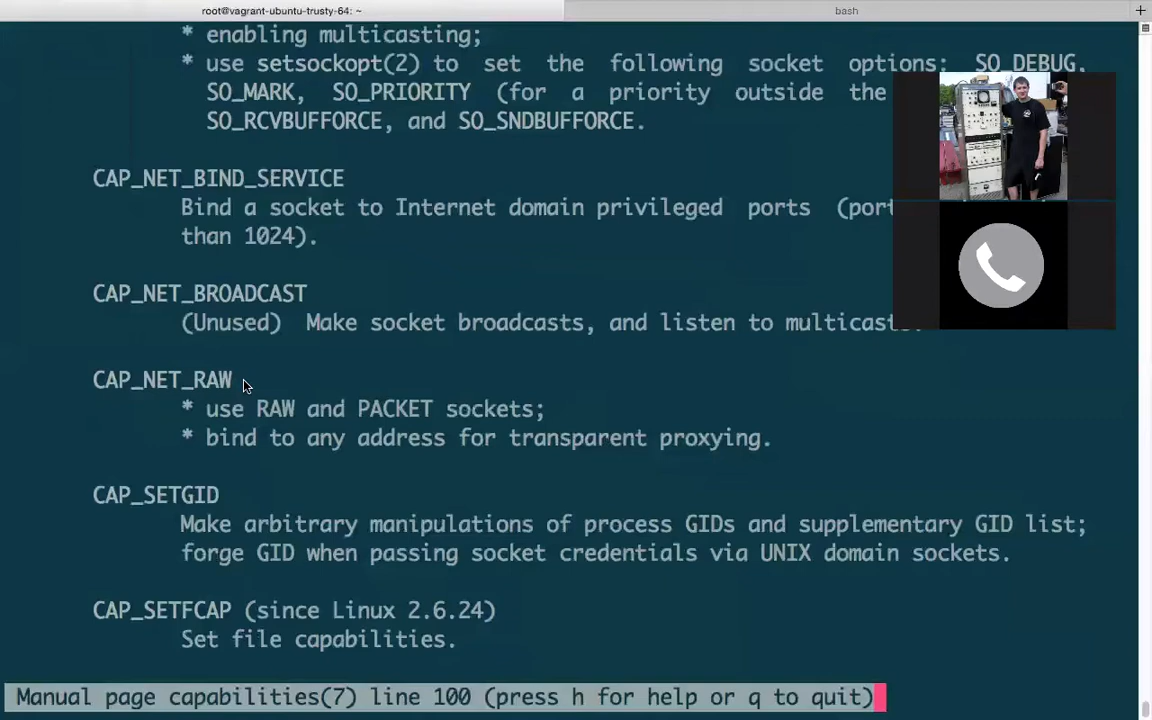 root@vagrant-ubuntu-trusty-64: ~
bash
* enabling multicasting;
* use setsockopt(2) to set the following socket options: SO_DEBUG,
SO_MARK, SO_PRIORITY (for a priority outside the
SO_RCVBUFFORCE, and SO_SNDBUFFORCE.
CAP_NET_BIND_SERVICE
Bind a socket to Internet domain privileged ports (port
than 1024).
CAP_NET_BROADCAST
(Unused) Make socket broadcasts, and listen to multicasts.
CAP_NET_RAW
* use RAW and PACKET sockets;
* bind to any address for transparent proxying.
CAP_SETGID
Make arbitrary manipulations of process GIDs and supplementary GID list;
forge GID when passing socket credentials via UNIX domain sockets.
CAP_SETFCAP (since Linux 2.6.24)
Set file capabilities.
Manual page capabilities(7) line 100 (press h for help or q to quit)